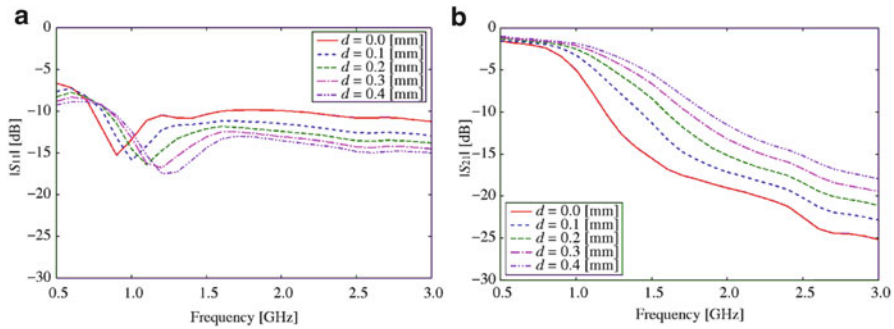 a
0
-5
-10
-15
-20
-25
-30
|S11| [dB]
d = 0.0 [mm]
d = 0.1 [mm]
d = 0.2 [mm]
d = 0.3 [mm]
d = 0.4 [mm]
0.5
1.0
1.5
2.0
2.5
3.0
Frequency [GHz]
b
0
-5
-10
-15
-20
-25
-30
|S21| [dB]
d = 0.0 [mm]
d = 0.1 [mm]
d = 0.2 [mm]
d = 0.3 [mm]
d = 0.4 [mm]
0.5
1.0
1.5
2.0
2.5
3.0
Frequency [GHz]